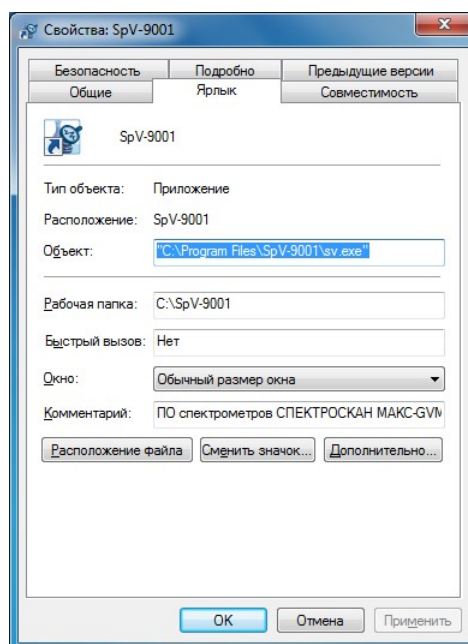 Свойства: SpV-9001
Безопасность Подробно Предыдущие версии
Общие Ярлык Совместимость
SpV-9001
Тип объекта: Приложение
Расположение: SpV-9001
Объект: "C:\Program Files\SpV-9001\sv.exe"
Рабочая папка: C:\SpV-9001
Быстрый вызов: Нет
Окно: Обычный размер окна
Комментарий: ПО спектрометров СПЕКТРОСКАН МАКС-GVM
Расположение файла Сменить значок... Дополнительно...
OK Отмена Применить